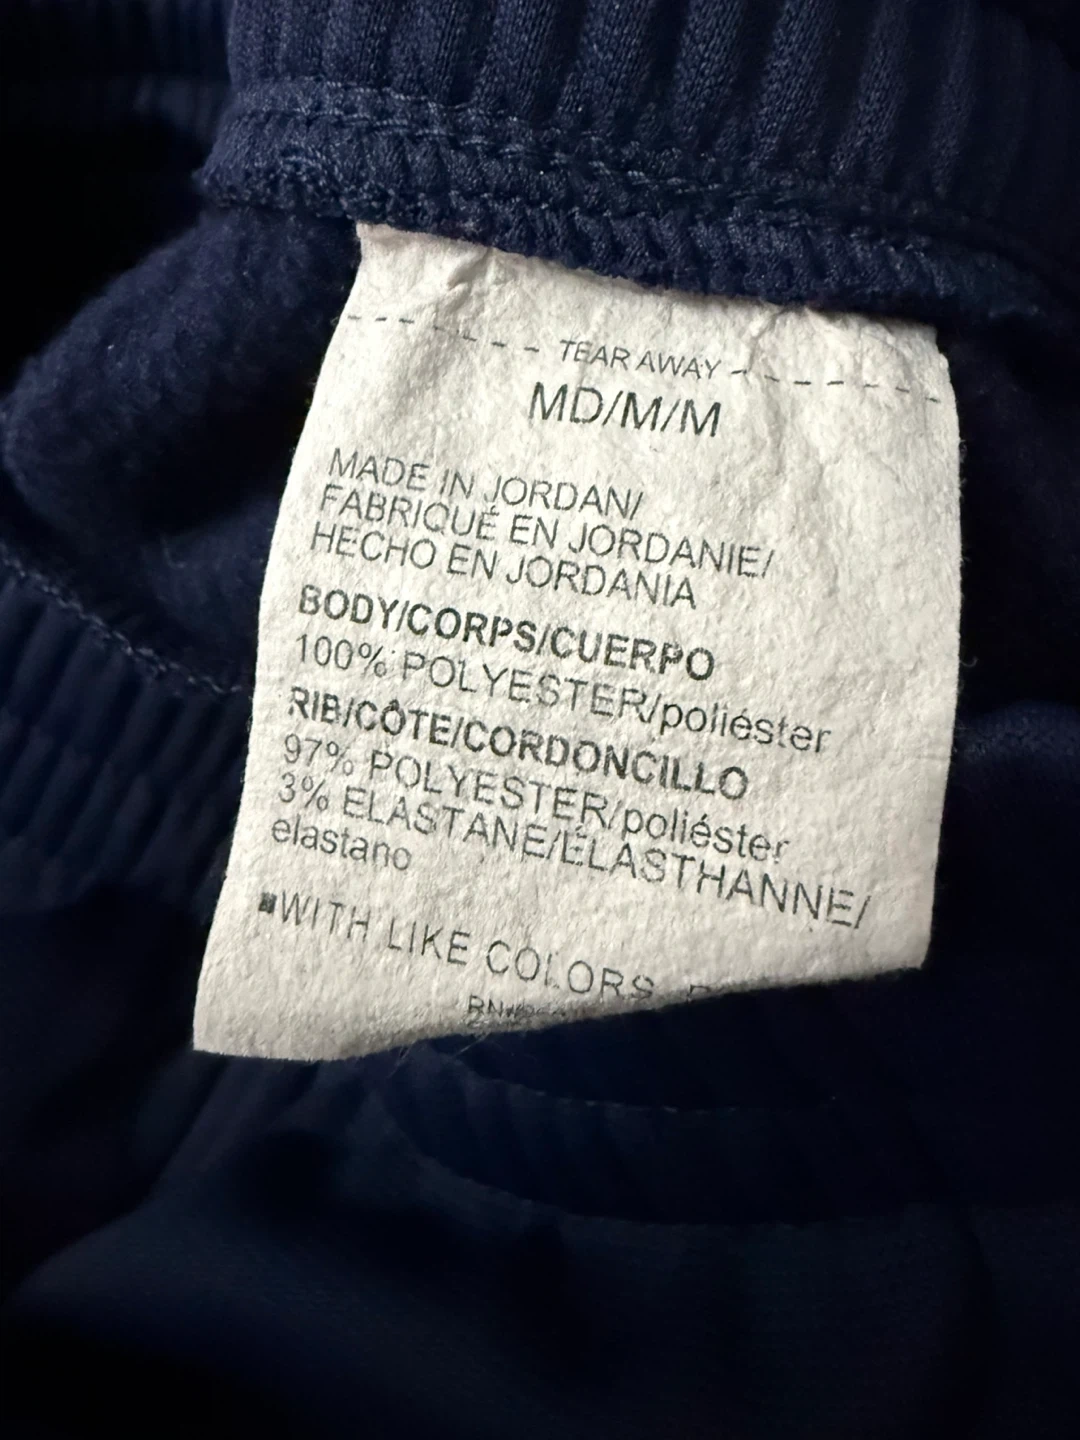 TEAR AWAY
MD/M/M
MADE IN JORDAN/
FABRIQUÉ EN JORDANIE/
HECHO EN JORDANIA
BODY/CORPS/CUERPO
100% POLYESTER/poliéster
RIB/CÔTE/CORDONCILLO
97% POLYESTER/poliéster
3% ELASTANE/ÉLASTHANNE/
elastano
▪WITH LIKE COLORS